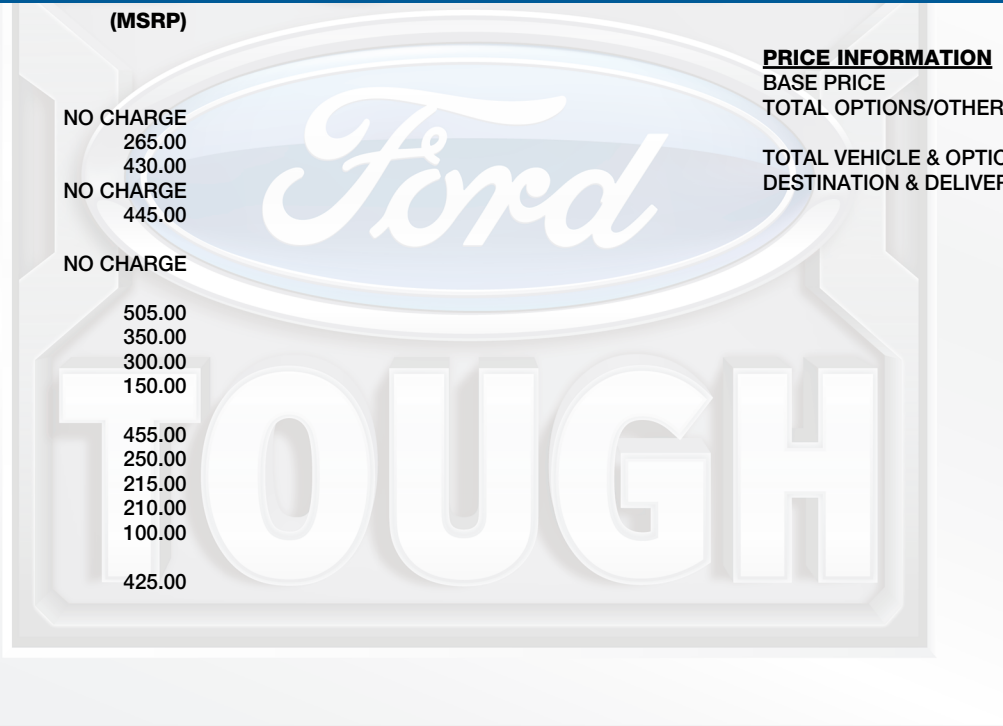 (MSRP)
NO CHARGE
265.00
430.00
NO CHARGE
445.00
NO CHARGE
505.00
350.00
300.00
150.00
455.00
250.00
215.00
210.00
100.00
425.00
PRICE INFORMATION
BASE PRICE
TOTAL OPTIONS/OTHER
TOTAL VEHICLE & OPTIO
DESTINATION & DELIVER
Ford
TOUGH